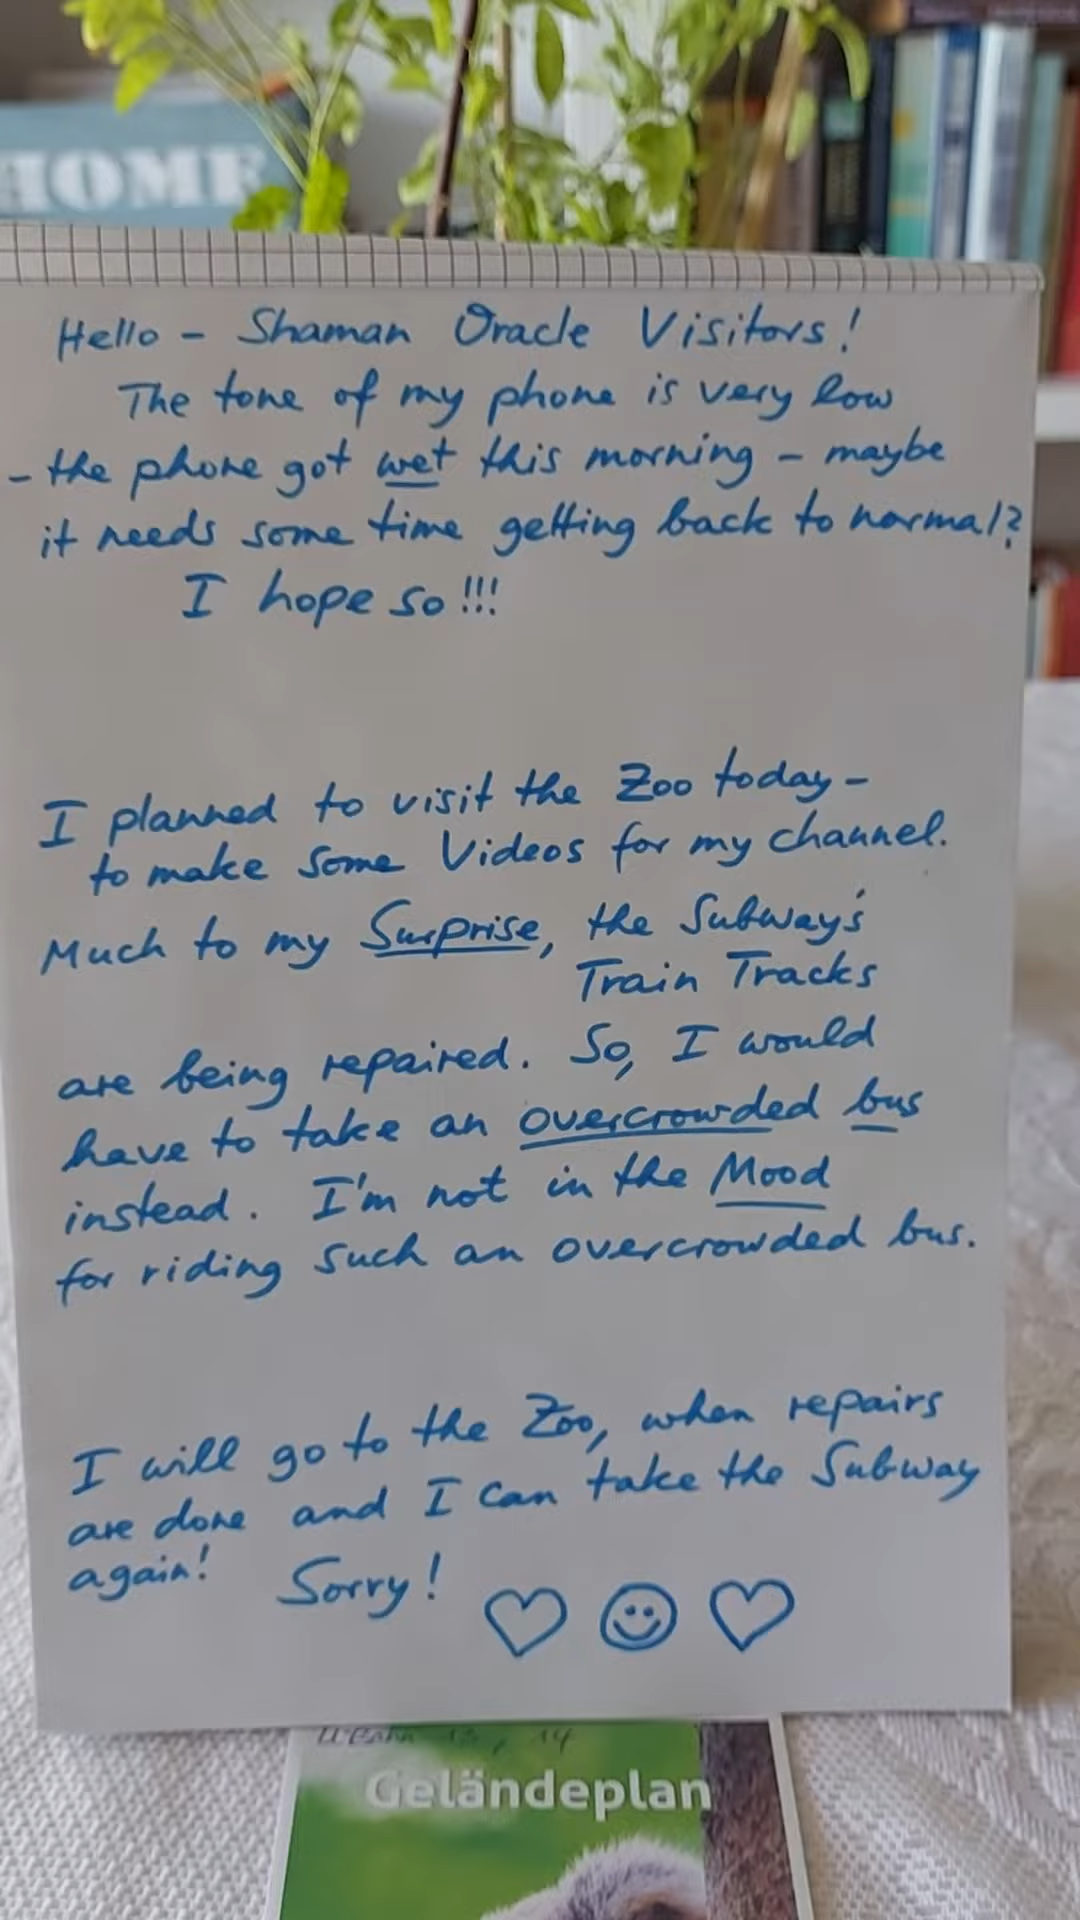 HOME
Hello - Shaman Oracle Visitors!
The tone of my phone is very low
- the phone got wet this morning - maybe
it needs some time getting back to normal?
I hope so!!!
I planned to visit the Zoo today -
to make some Videos for my channel.
Much to my Surprise, the Subway's
Train Tracks
are being repaired. So, I would
have to take an overcrowded bus
instead. I'm not in the Mood
for riding such an overcrowded bus.
I will go to the Zoo, when repairs
are done and I can take the Subway
again! Sorry!
U Bahn 13, 14
Geländeplan